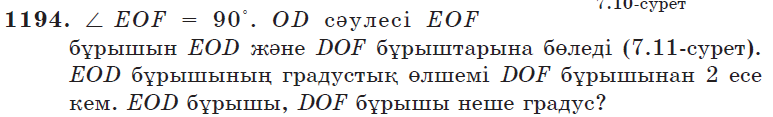 7.10-сурет
1194. ∠ EOF = 90°. OD сәулесі EOF
бұрышын EOD және DOF бұрыштарына бөледі (7.11-сурет).
EOD бұрышының градустық өлшемі DOF бұрышынан 2 есе
кем. EOD бұрышы, DOF бұрышы неше градус?